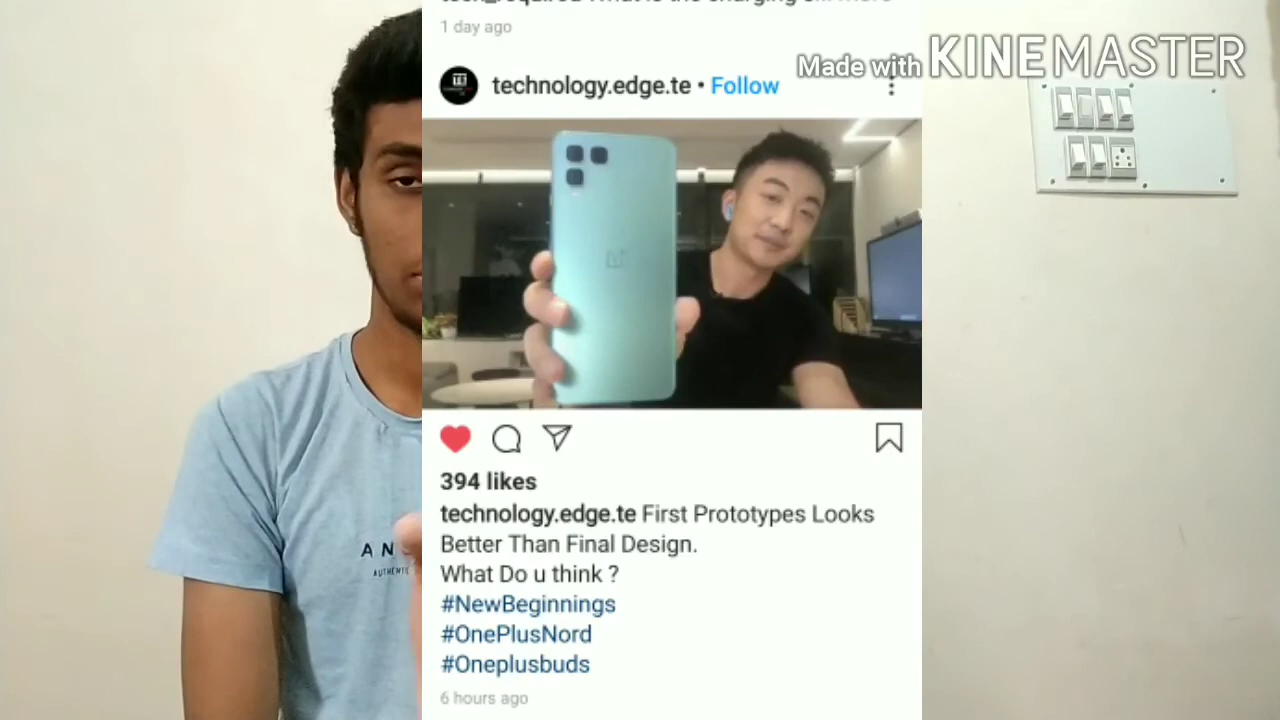 1 day ago
Made with KINEMASTER
technology.edge.te • Follow
394 likes
technology.edge.te First Prototypes Looks
Better Than Final Design.
What Do u think ?
#NewBeginnings
#OnePlusNord
#Oneplusbuds
6 hours ago